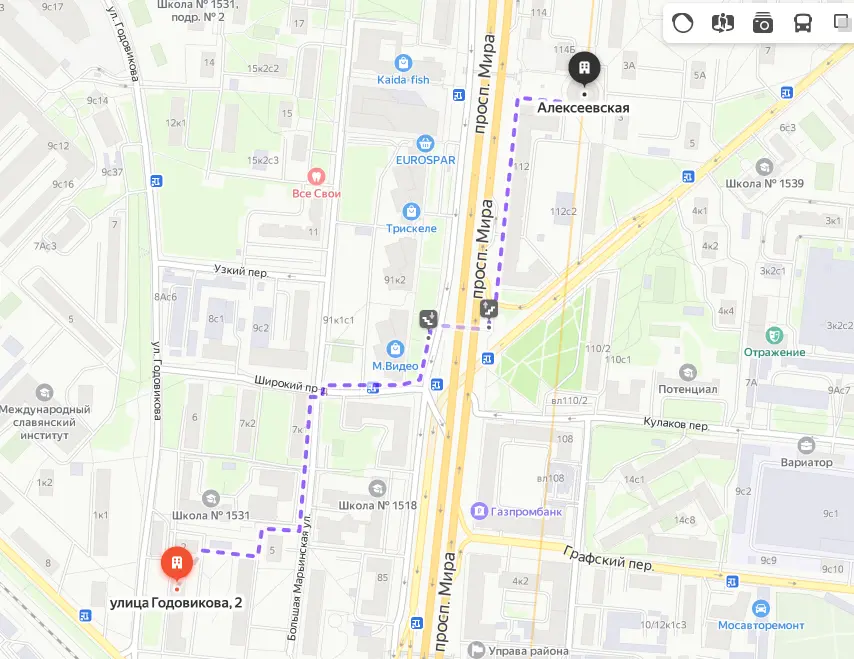 9с17
Школа № 1531,
подр. № 2
17
114
ул. Годовикова
14
15к2с2
Kaida-fish
просп. Мира
114Б
3А
5А
9с14
12к1
15
Алексеевская
6с3
9с12
EUROSPAR
5
9с37
15к2с3
112
Школа № 1539
9с16
Все Свои
4к1
7
11
Трискеле
просп. Мира
112с2
3к1
7Ас3
4к2
Узкий пер.
91к2
3к2с1
8Ас6
5
8с1
9с2
91к1с1
4к4
3к2с2
110/2
110с1
Отражение
ул. Годовикова
М.Видео
Потенциал
Широкий пр.
7А
9Ас7
Международный
славянский
институт
вл110/2
6
7к2
7к
Кулаков пер.
108
Вариатор
1к2
вл108
14с1
9с2
Школа № 1518
Школа № 1531
Газпромбанк
1к1
14с8
9с1
2
5
8
Графский пер.
9с9
9с10
85
4к2
улица Годовикова, 2
Большая Марьинская ул.
просп. Мира
10/12к1с3
Мосавторемонт
Управа района